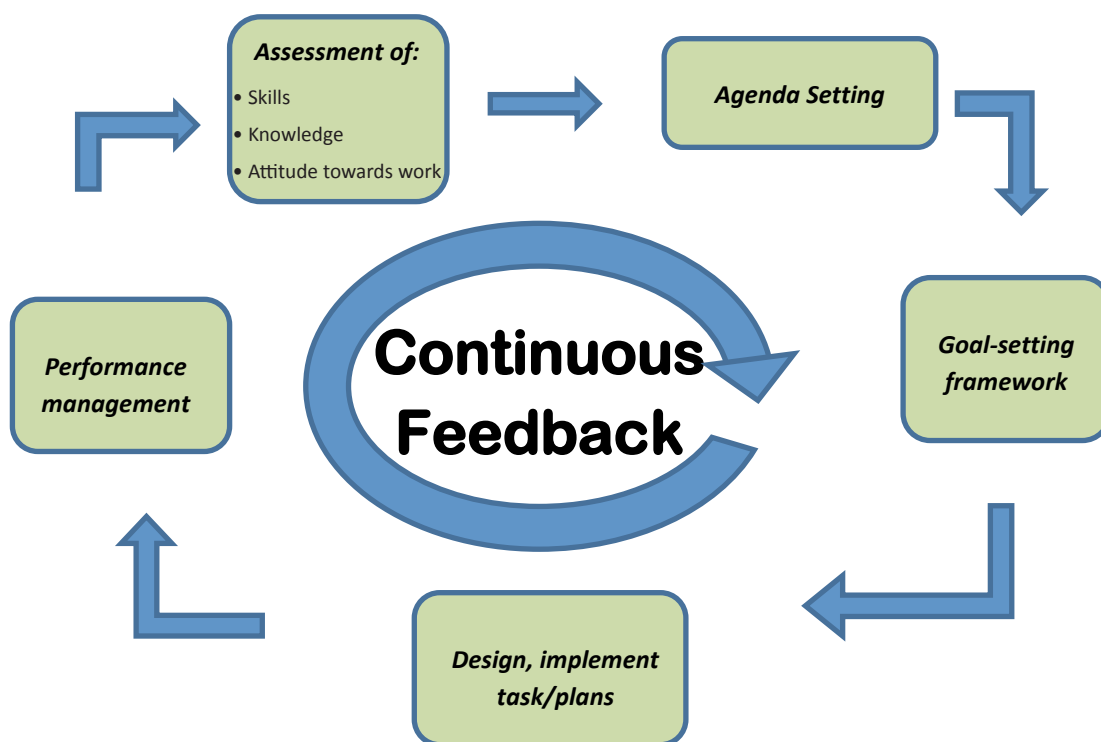 Assessment of:
• Skills
• Knowledge
• Attitude towards work
Agenda Setting
Goal-setting
framework
Design, implement
task/plans
Performance
management
Continuous
Feedback